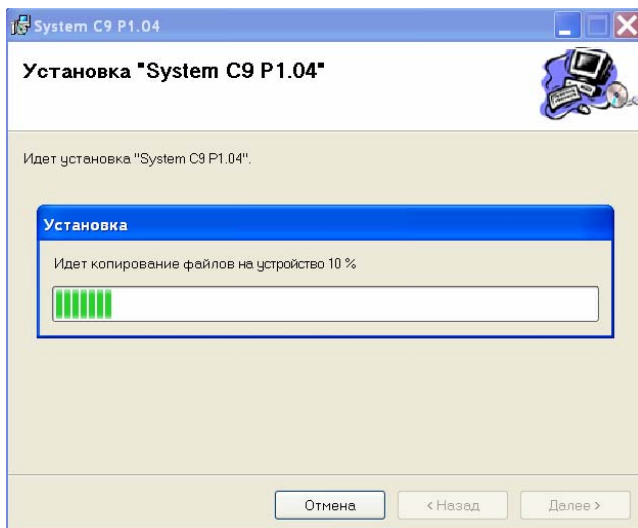 System C9 P1.04
Установка "System C9 P1.04"
Идет установка "System C9 P1.04".
Установка
Идет копирование файлов на устройство 10 %
Отмена
< Назад
Далее >